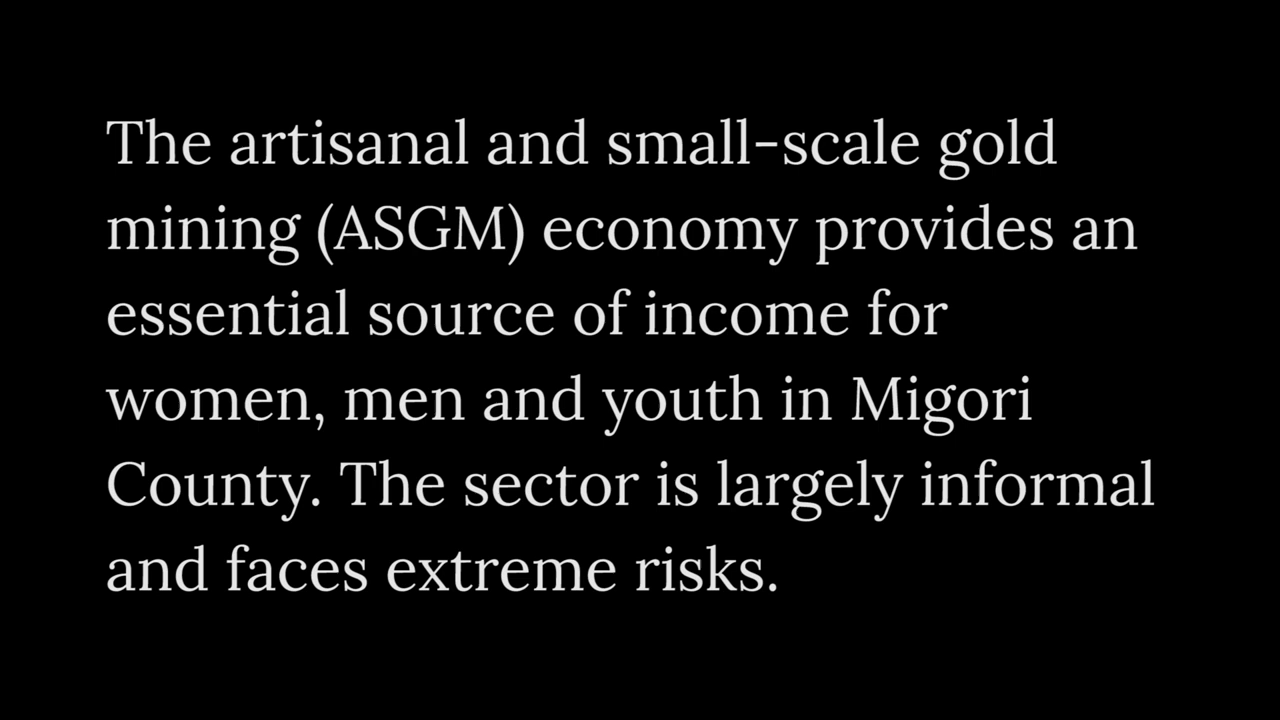 The artisanal and small-scale gold
mining (ASGM) economy provides an
essential source of income for
women, men and youth in Migori
County. The sector is largely informal
and faces extreme risks.